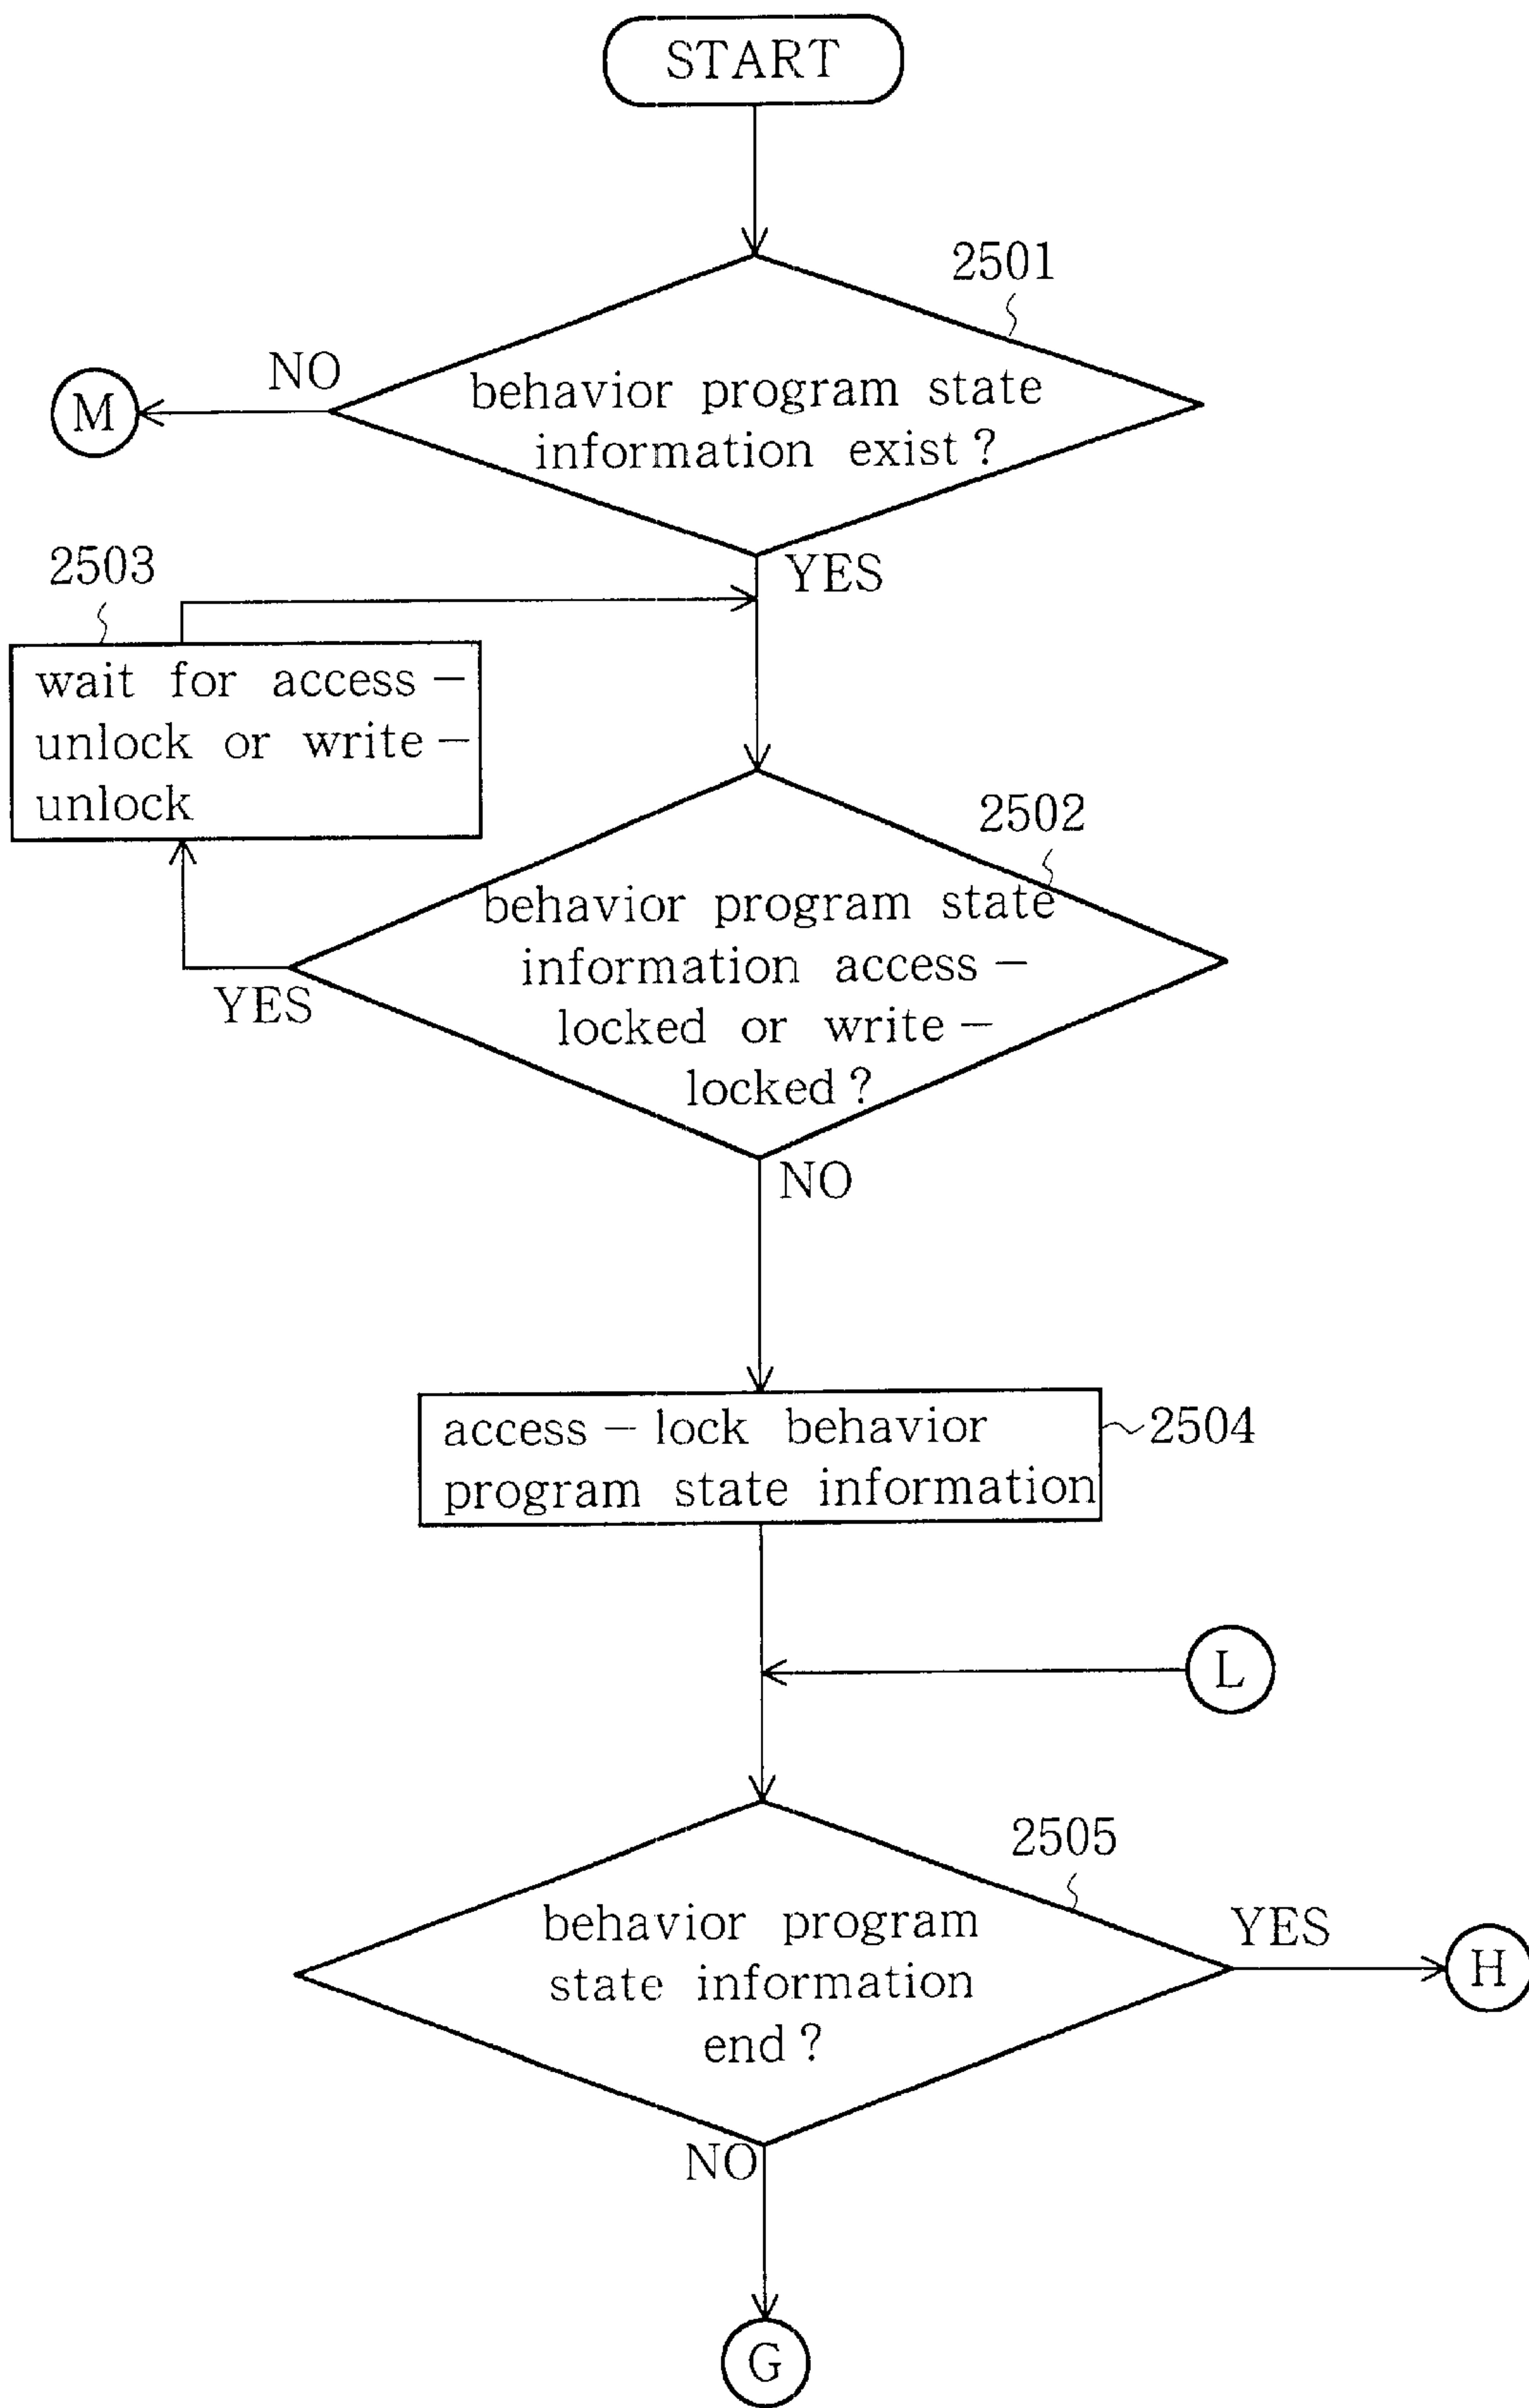 START
2501
NO
M
behavior program state
information exist?
YES
2503
wait for access-
unlock or write-
unlock
2502
behavior program state
information access-
locked or write-
locked?
YES
NO
access-lock behavior
program state information
2504
L
2505
behavior program
state information
end?
YES
H
NO
G